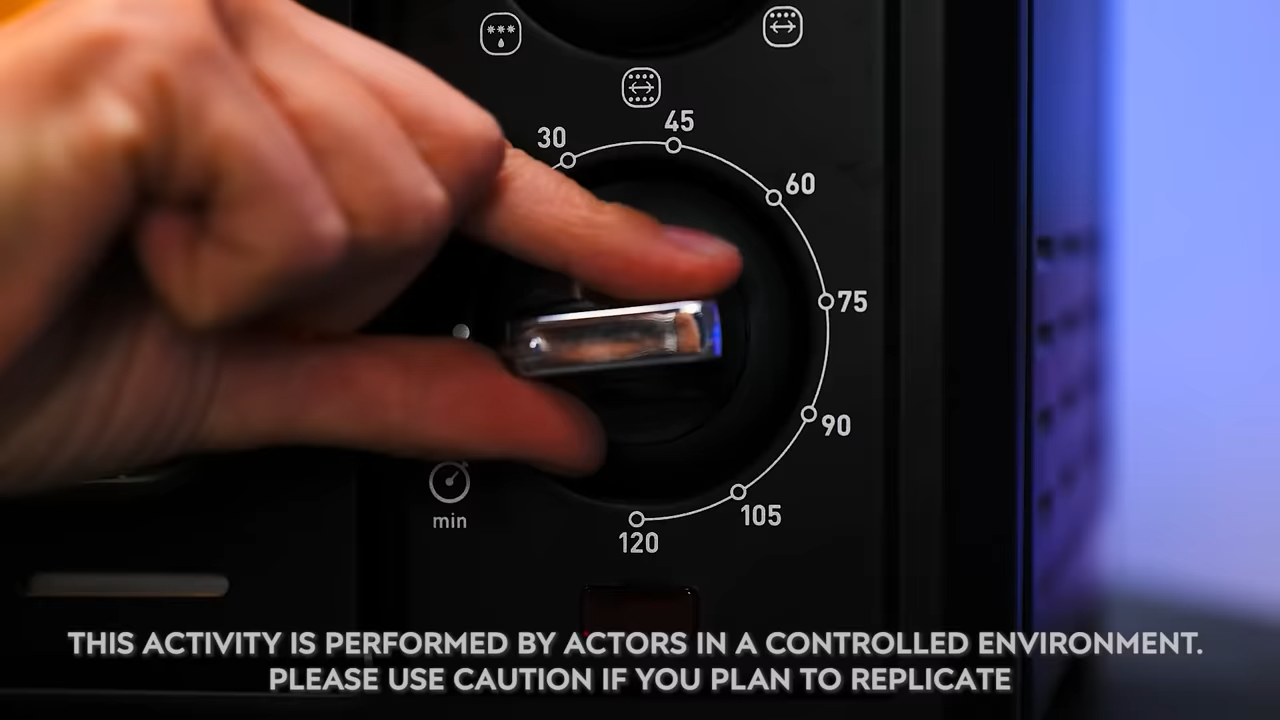 45
30
60
75
90
min
105
120
THIS ACTIVITY IS PERFORMED BY ACTORS IN A CONTROLLED ENVIRONMENT.
PLEASE USE CAUTION IF YOU PLAN TO REPLICATE